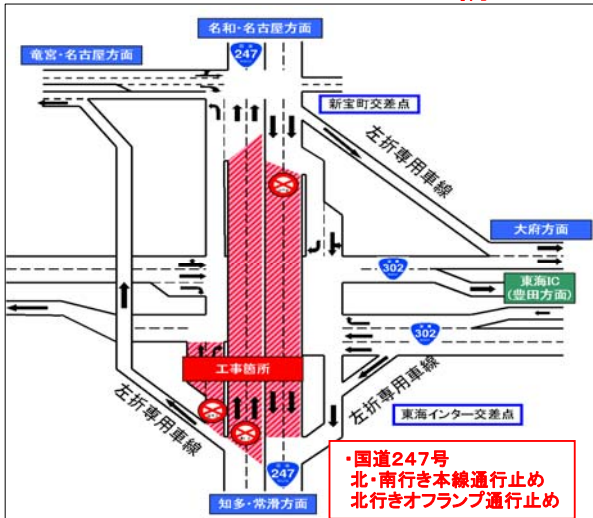 名和・名古屋方面
247
竜宮・名古屋方面
新宝町交差点
左折専用車線
大府方面
302
東海IC
(豊田方面)
302
工事箇所
左折専用車線
左折専用車線
東海インター交差点
247
知多・常滑方面
・国道247号
北・南行き本線通行止め
北行きオフランプ通行止め